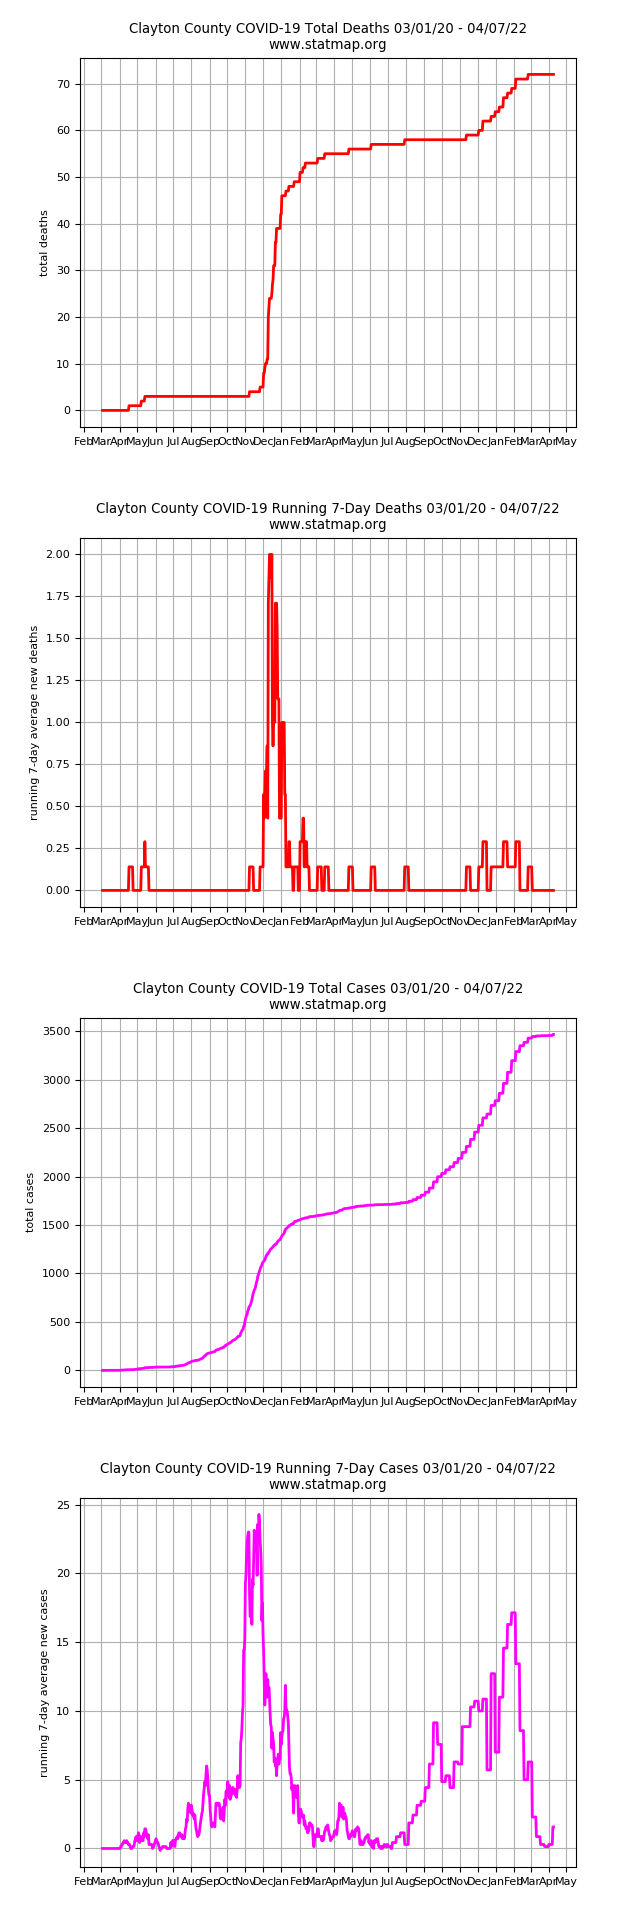 Clayton County COVID-19 Total Deaths 03/01/20 - 04/07/22
www.statmap.org
70
60
50
40
30
20
10
0
total deaths
Feb Mar Apr May Jun Jul Aug Sep Oct Nov Dec Jan Feb Mar Apr May Jun Jul Aug Sep Oct Nov Dec Jan Feb Mar Apr May
Clayton County COVID-19 Running 7-Day Deaths 03/01/20 - 04/07/22
www.statmap.org
2.00
1.75
1.50
1.25
1.00
0.75
0.50
0.25
0.00
running 7-day average new deaths
Feb Mar Apr May Jun Jul Aug Sep Oct Nov Dec Jan Feb Mar Apr May Jun Jul Aug Sep Oct Nov Dec Jan Feb Mar Apr May
Clayton County COVID-19 Total Cases 03/01/20 - 04/07/22
www.statmap.org
3500
3000
2500
2000
1500
1000
500
0
total cases
Feb Mar Apr May Jun Jul Aug Sep Oct Nov Dec Jan Feb Mar Apr May Jun Jul Aug Sep Oct Nov Dec Jan Feb Mar Apr May
Clayton County COVID-19 Running 7-Day Cases 03/01/20 - 04/07/22
www.statmap.org
25
20
15
10
5
0
running 7-day average new cases
Feb Mar Apr May Jun Jul Aug Sep Oct Nov Dec Jan Feb Mar Apr May Jun Jul Aug Sep Oct Nov Dec Jan Feb Mar Apr May